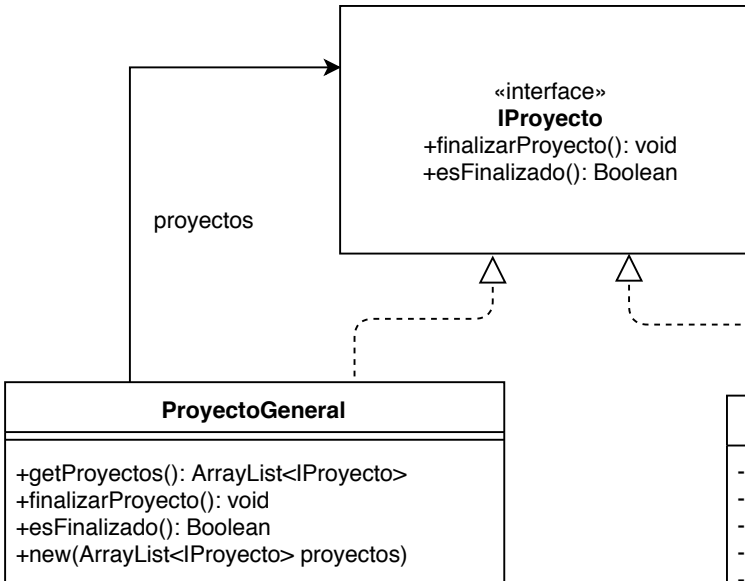 «interface»
IProyecto
+finalizarProyecto(): void
+esFinalizado(): Boolean
proyectos
ProyectoGeneral
+getProyectos(): ArrayList<IProyecto>
+finalizarProyecto(): void
+esFinalizado(): Boolean
+new(ArrayList<IProyecto> proyectos)
-
-
-
-